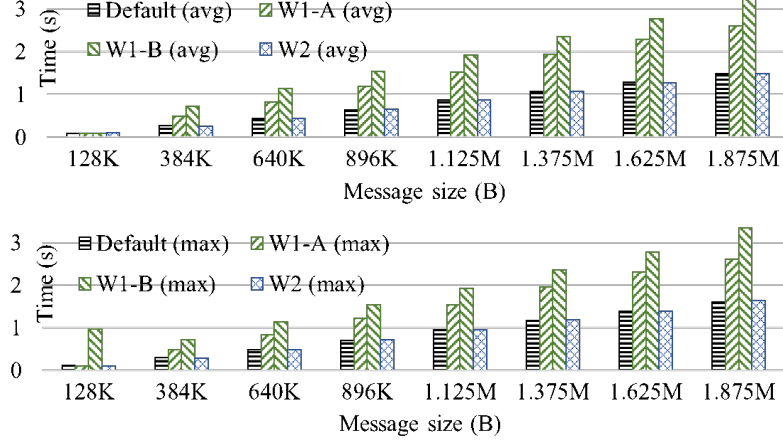 3
Default (avg) W1-A (avg)
2
W1-B (avg) W2 (avg)
1
0
Time (s)
128K 384K 640K 896K 1.125M 1.375M 1.625M 1.875M
Message size (B)
3
Default (max) W1-A (max)
2
W1-B (max) W2 (max)
1
0
Time (s)
128K 384K 640K 896K 1.125M 1.375M 1.625M 1.875M
Message size (B)